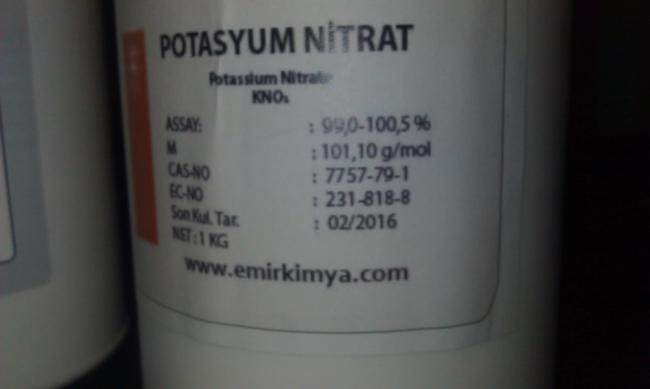 POTASYUM NİTRAT
Potassium Nitrate
KNO₃
ASSAY: : 99,0-100,5 %
M : 101,10 g/mol
CAS-NO : 7757-79-1
EC-NO : 231-818-8
Son Kul. Tar. : 02/2016
NET : 1 KG
www.emirkimya.com